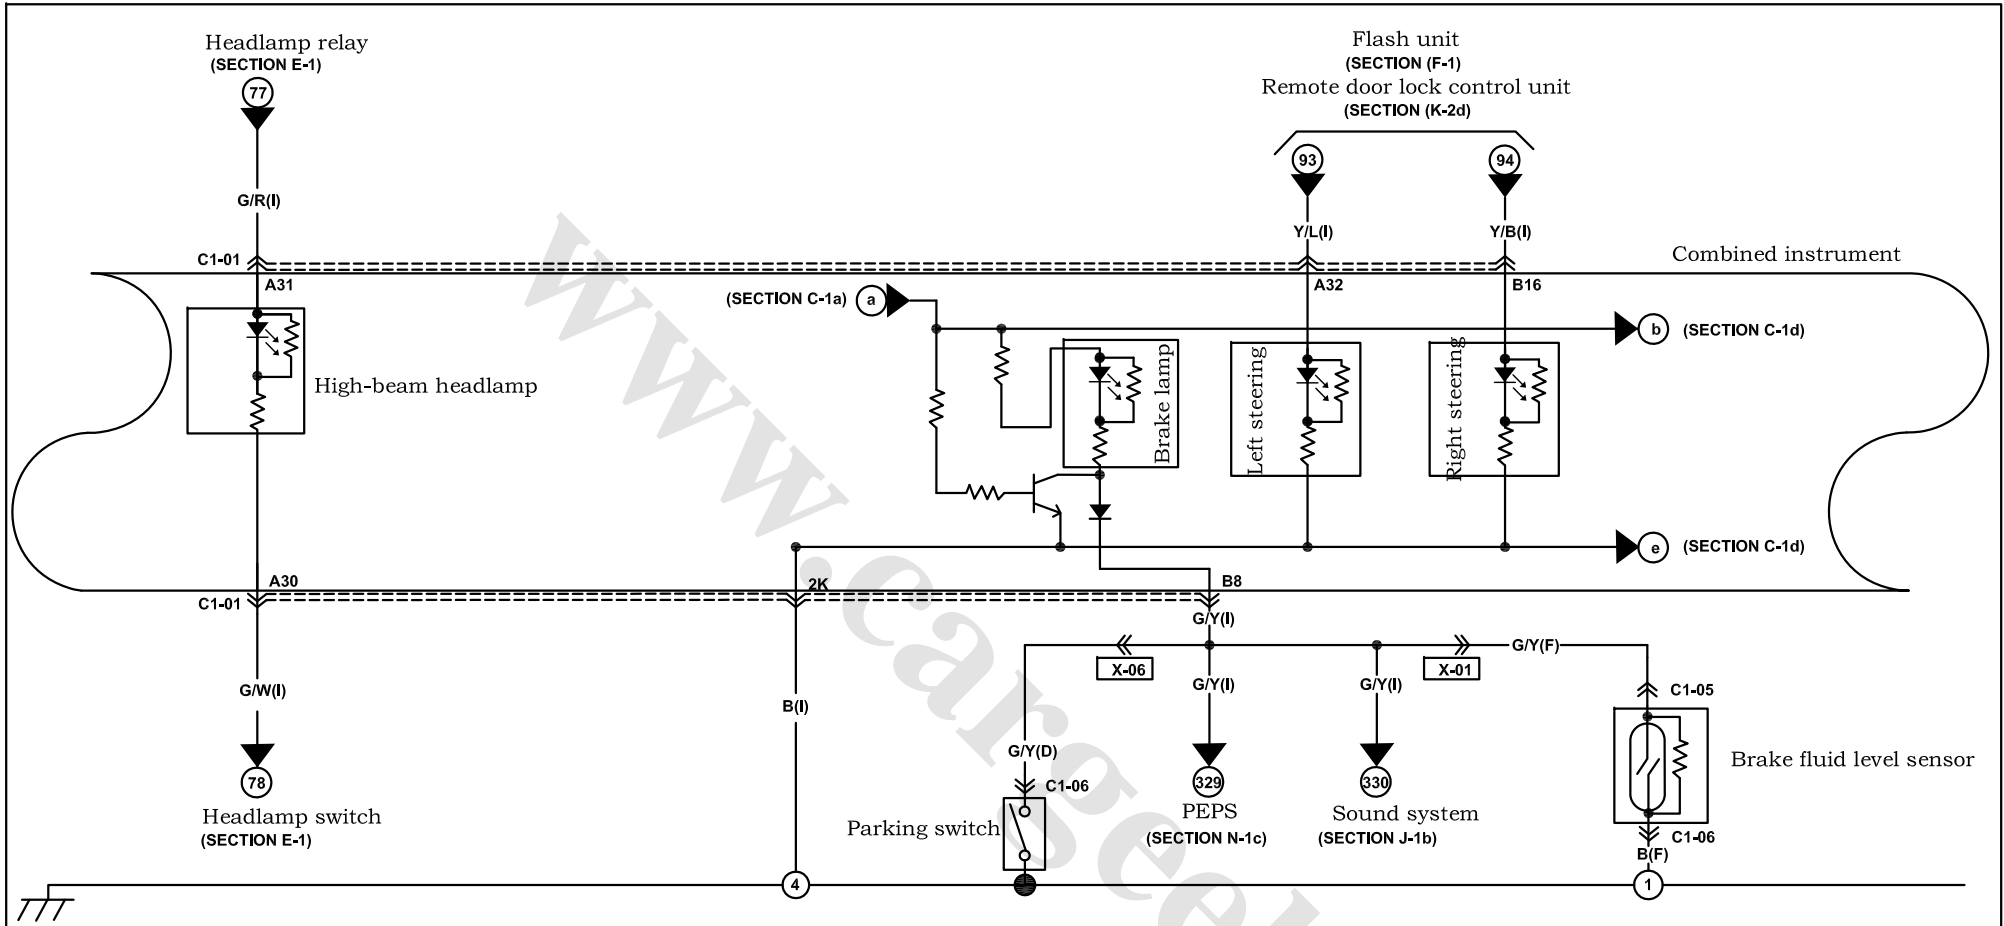 Headlamp relay
(SECTION E-1)
77
G/R(I)
C1-01
A31
High-beam headlamp
Flash unit
(SECTION (F-1)
Remote door lock control unit
(SECTION (K-2d)
93
94
Y/L(I)
Y/B(I)
A32
B16
Combined instrument
(SECTION C-1a)
a
b
(SECTION C-1d)
Brake lamp
Left steering
Right steering
e
(SECTION C-1d)
A30
C1-01
2K
B8
G/Y(I)
X-06
X-01
G/Y(F)
G/W(I)
B(I)
G/Y(I)
G/Y(I)
C1-05
G/Y(D)
C1-06
78
Headlamp switch
(SECTION E-1)
Parking switch
329
PEPS
(SECTION N-1c)
330
Sound system
(SECTION J-1b)
Brake fluid level sensor
C1-06
B(F)
4
1
www.cargeek